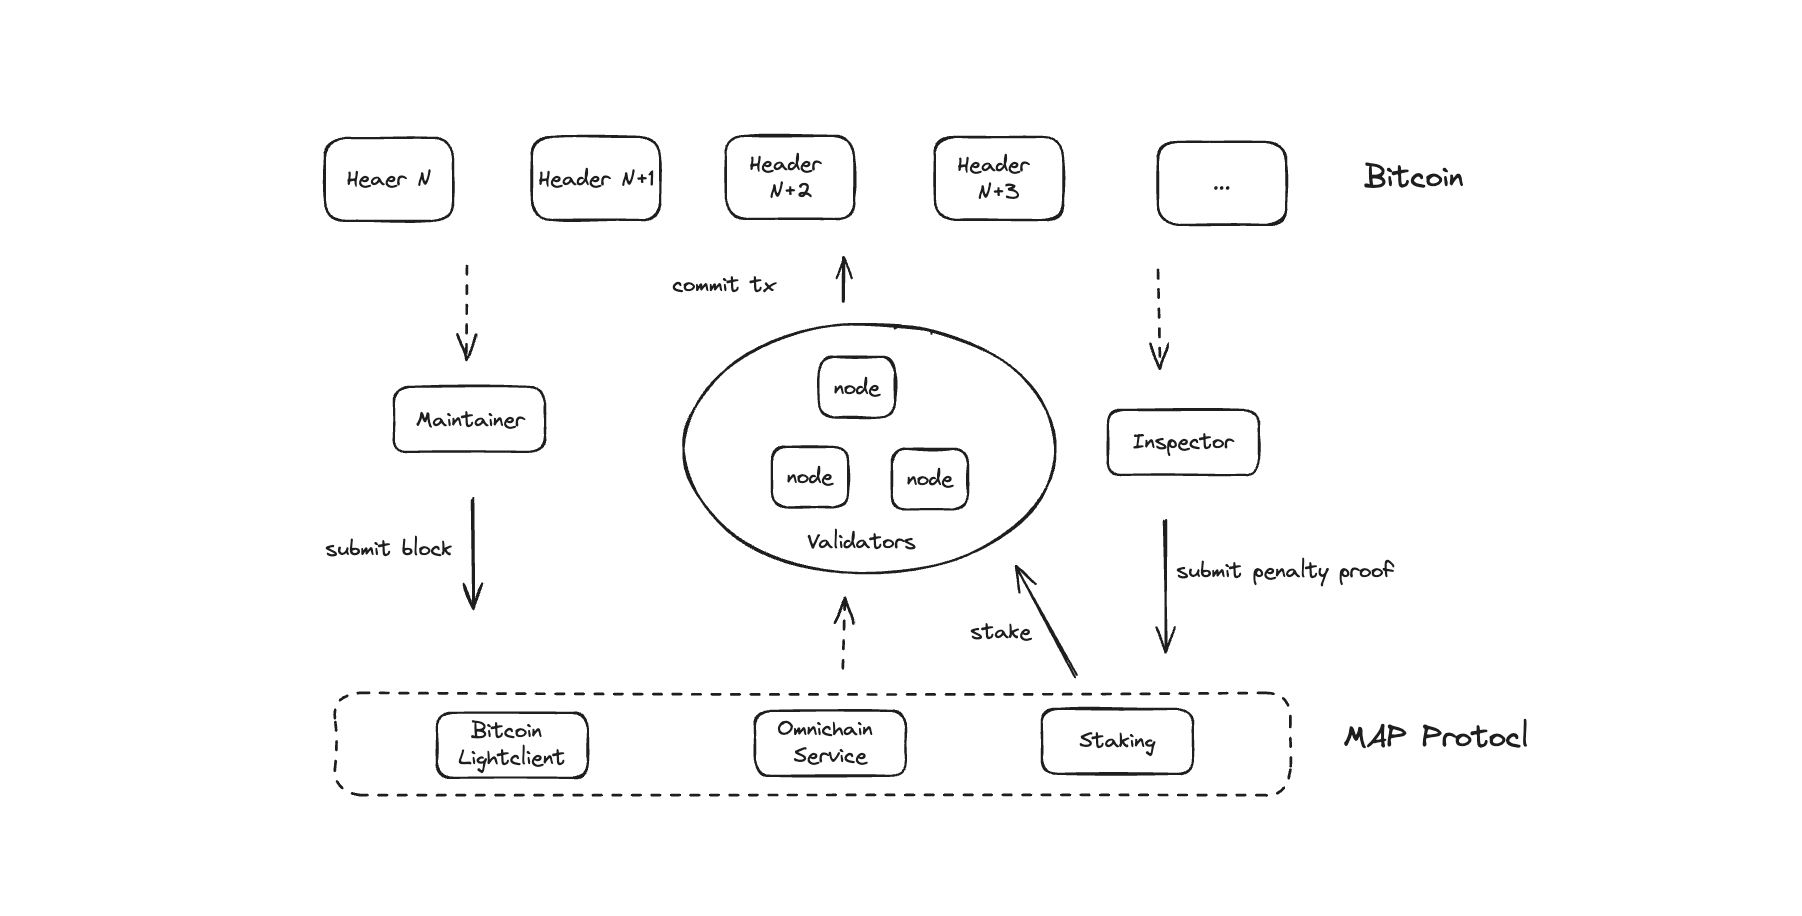 Heaer N
Header N+1
Header
N+2
Header
N+3
...
Bitcoin
commit tx
node
Maintainer
Inspector
node
node
Validators
submit block
submit penalty proof
stake
Bitcoin
Lightclient
Omnichain
Service
Staking
MAP Protocl